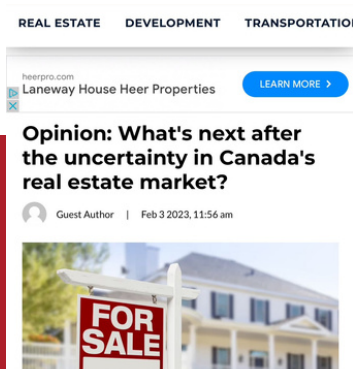 REAL ESTATE DEVELOPMENT TRANSPORTATIO
heerpro.com
Laneway House Heer Properties
LEARN MORE >
Opinion: What's next after
the uncertainty in Canada's
real estate market?
Guest Author | Feb 3 2023, 11:56 am
FOR
SALE